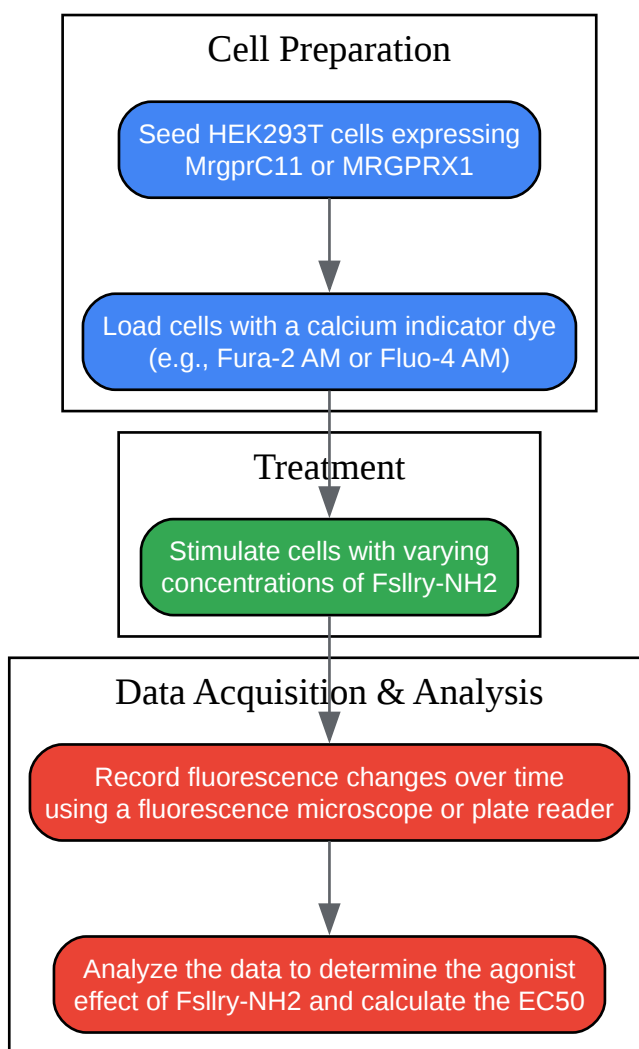 Cell Preparation
Seed HEK293T cells expressing
MrgprC11 or MRGPRX1
Load cells with a calcium indicator dye
(e.g., Fura-2 AM or Fluo-4 AM)
Treatment
Stimulate cells with varying
concentrations of Fsllry-NH2
Data Acquisition & Analysis
Record fluorescence changes over time
using a fluorescence microscope or plate reader
Analyze the data to determine the agonist
effect of Fsllry-NH2 and calculate the EC50